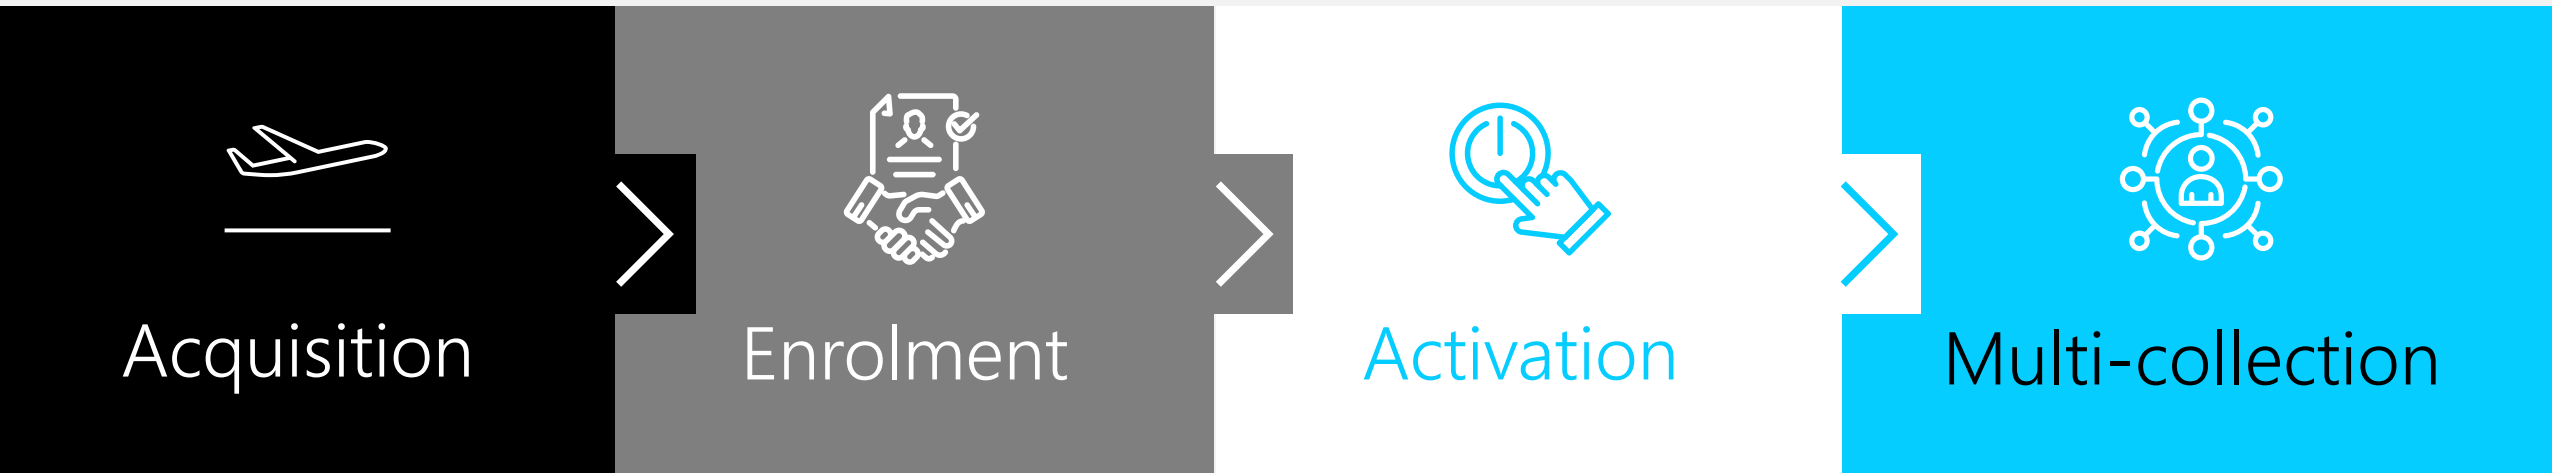 Acquisition
Enrolment
Activation
Multi-collection